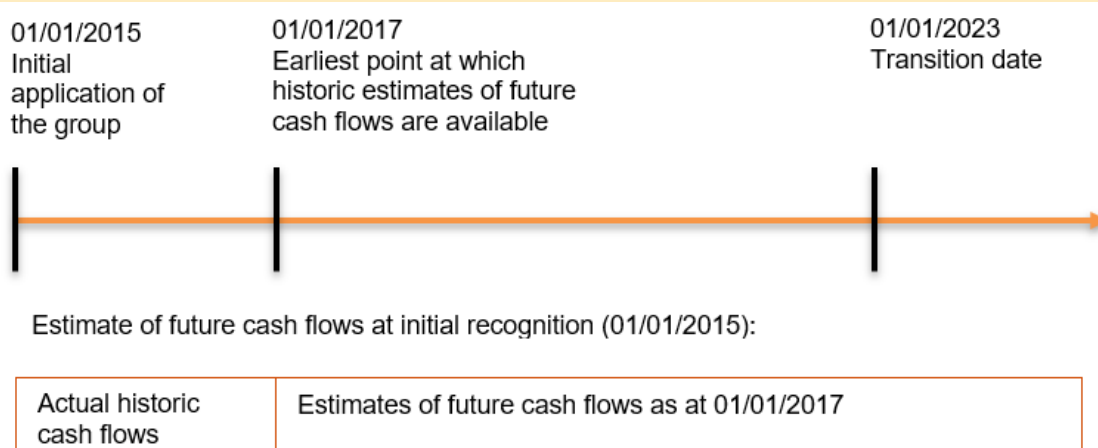 01/01/2015
Initial
application of
the group
01/01/2017
Earliest point at which
historic estimates of future
cash flows are available
01/01/2023
Transition date
Estimate of future cash flows at initial recognition (01/01/2015):
Actual historic
cash flows
Estimates of future cash flows as at 01/01/2017